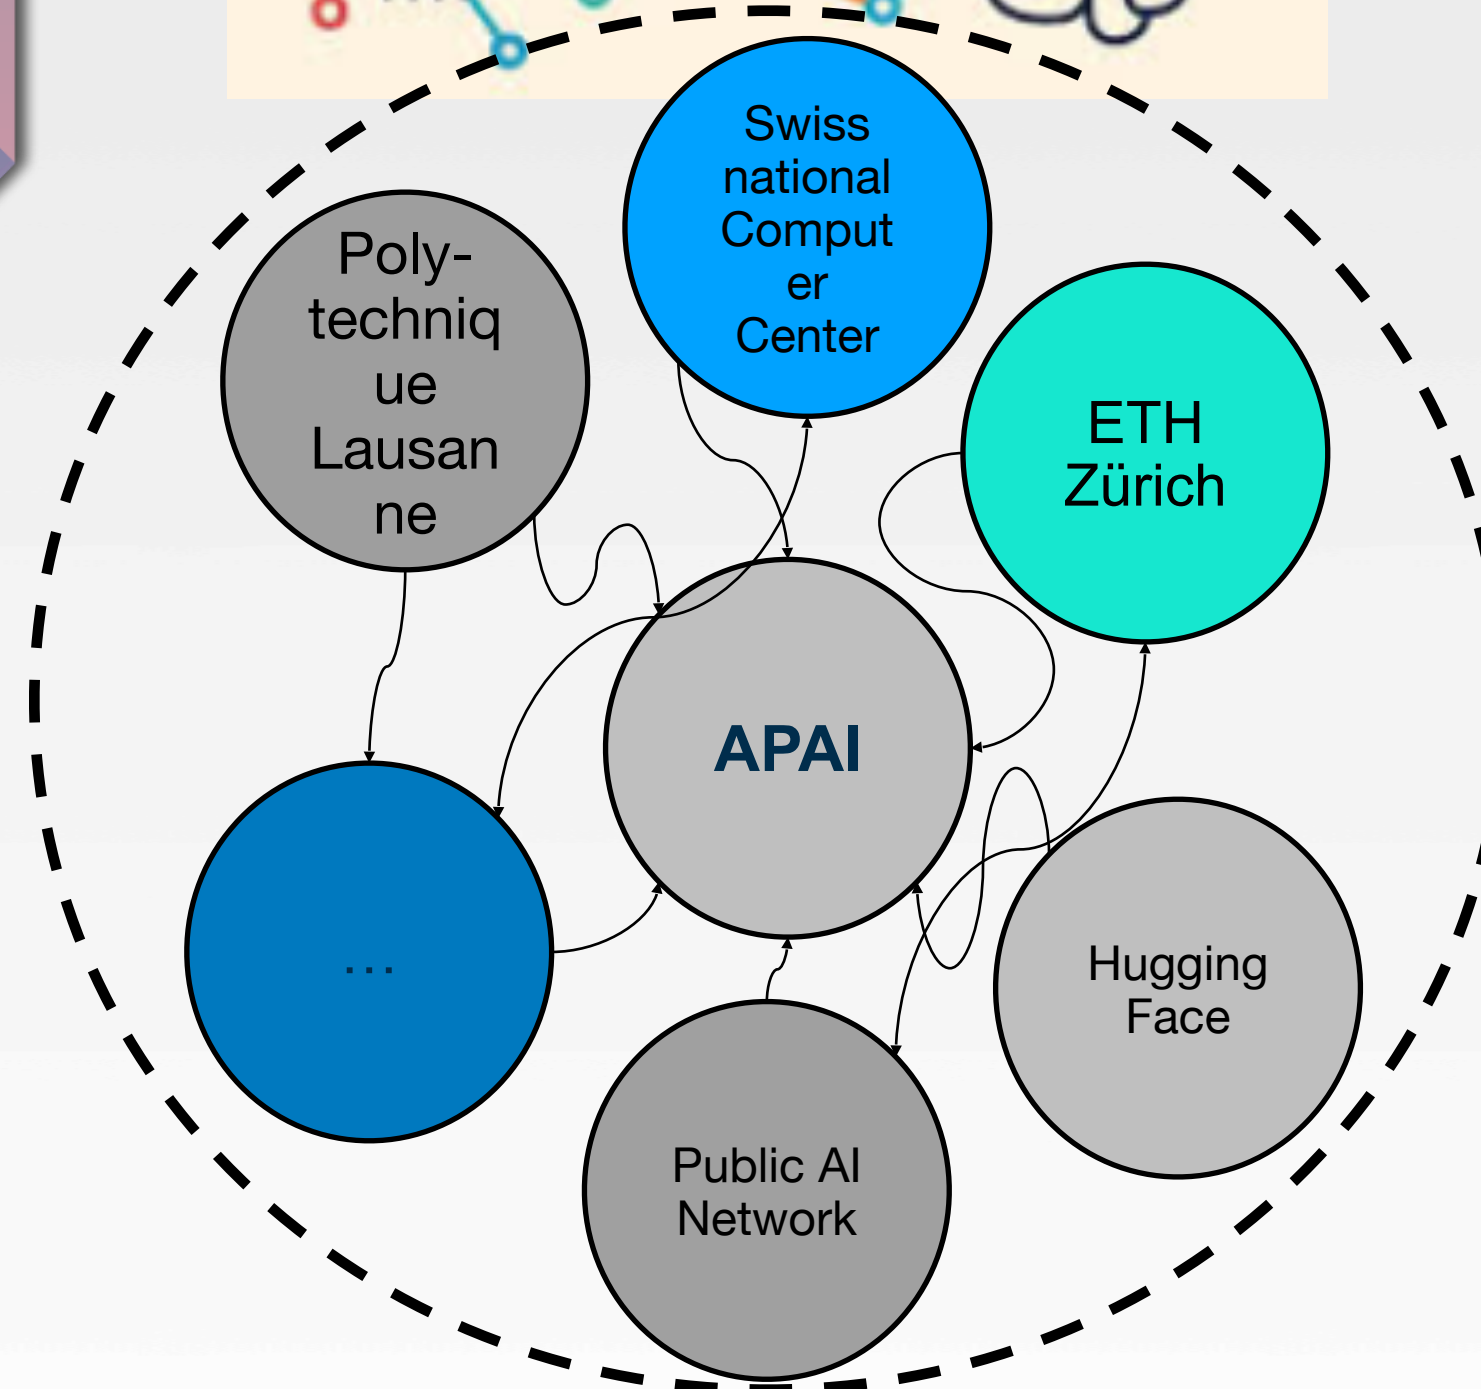 Swiss
national
Comput
er
Center
Poly-
techniq
ue
Lausan
ne
ETH
Zürich
APAI
...
Hugging
Face
Public AI
Network